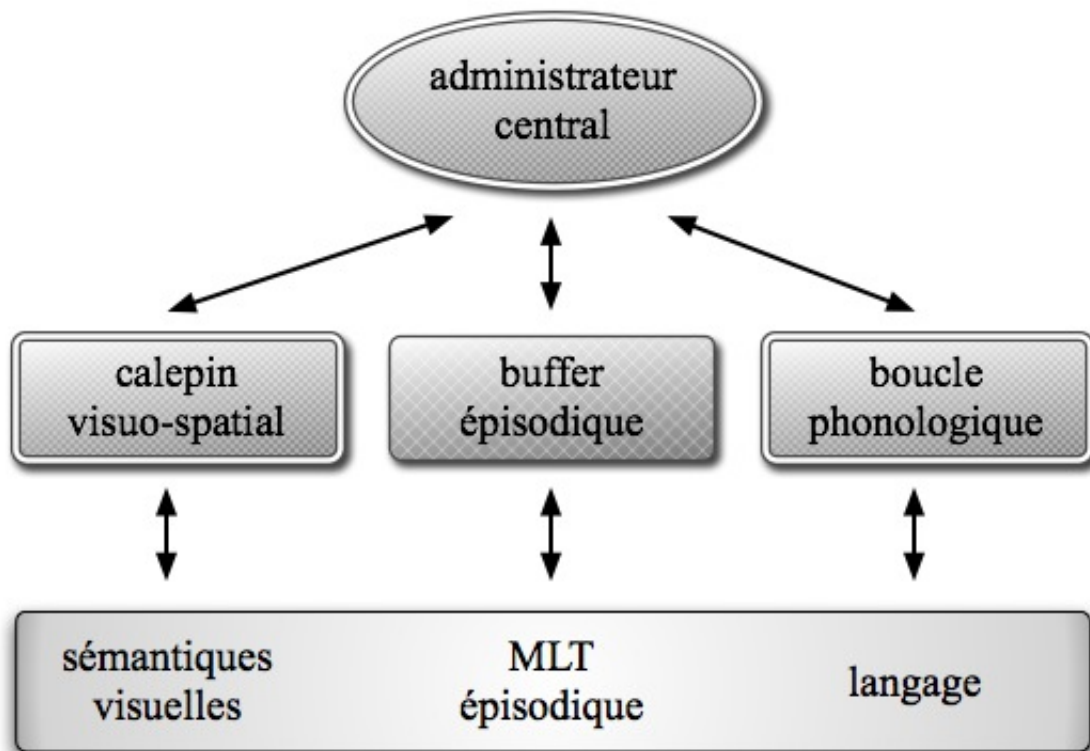 administrateur
central
calepin
visuo-spatial
buffer
épisodique
boucle
phonologique
sémantiques
visuelles
MLT
épisodique
langage